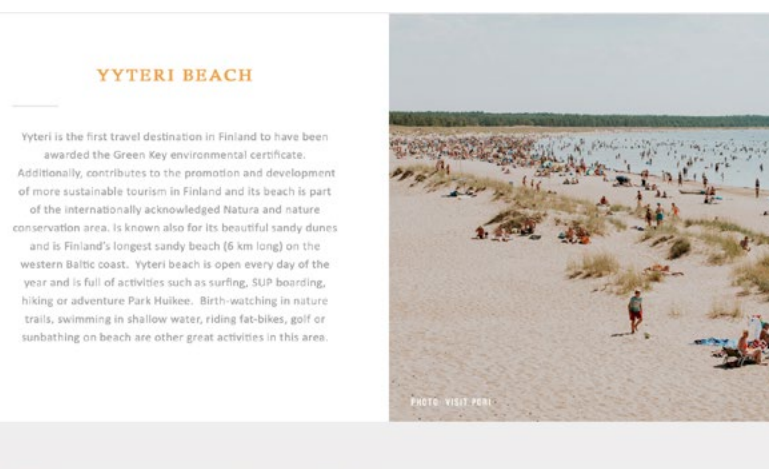 YYTERI BEACH
Yyteri is the first travel destination in Finland to have been
awarded the Green Key environmental certificate.
Additionally, contributes to the promotion and development
of more sustainable tourism in Finland and its beach is part
of the internationally acknowledged Natura and nature
conservation area. Is known also for its beautiful sandy dunes
and is Finland's longest sandy beach (6 km long) on the
western Baltic coast.  Yyteri beach is open every day of the
year and is full of activities such as surfing, SUP boarding,
hiking or adventure Park Huikee.  Birth-watching in nature
trails, swimming in shallow water, riding fat-bikes, golf or
sunbathing on beach are other great activities in this area.
PHOTO: VISIT PORI